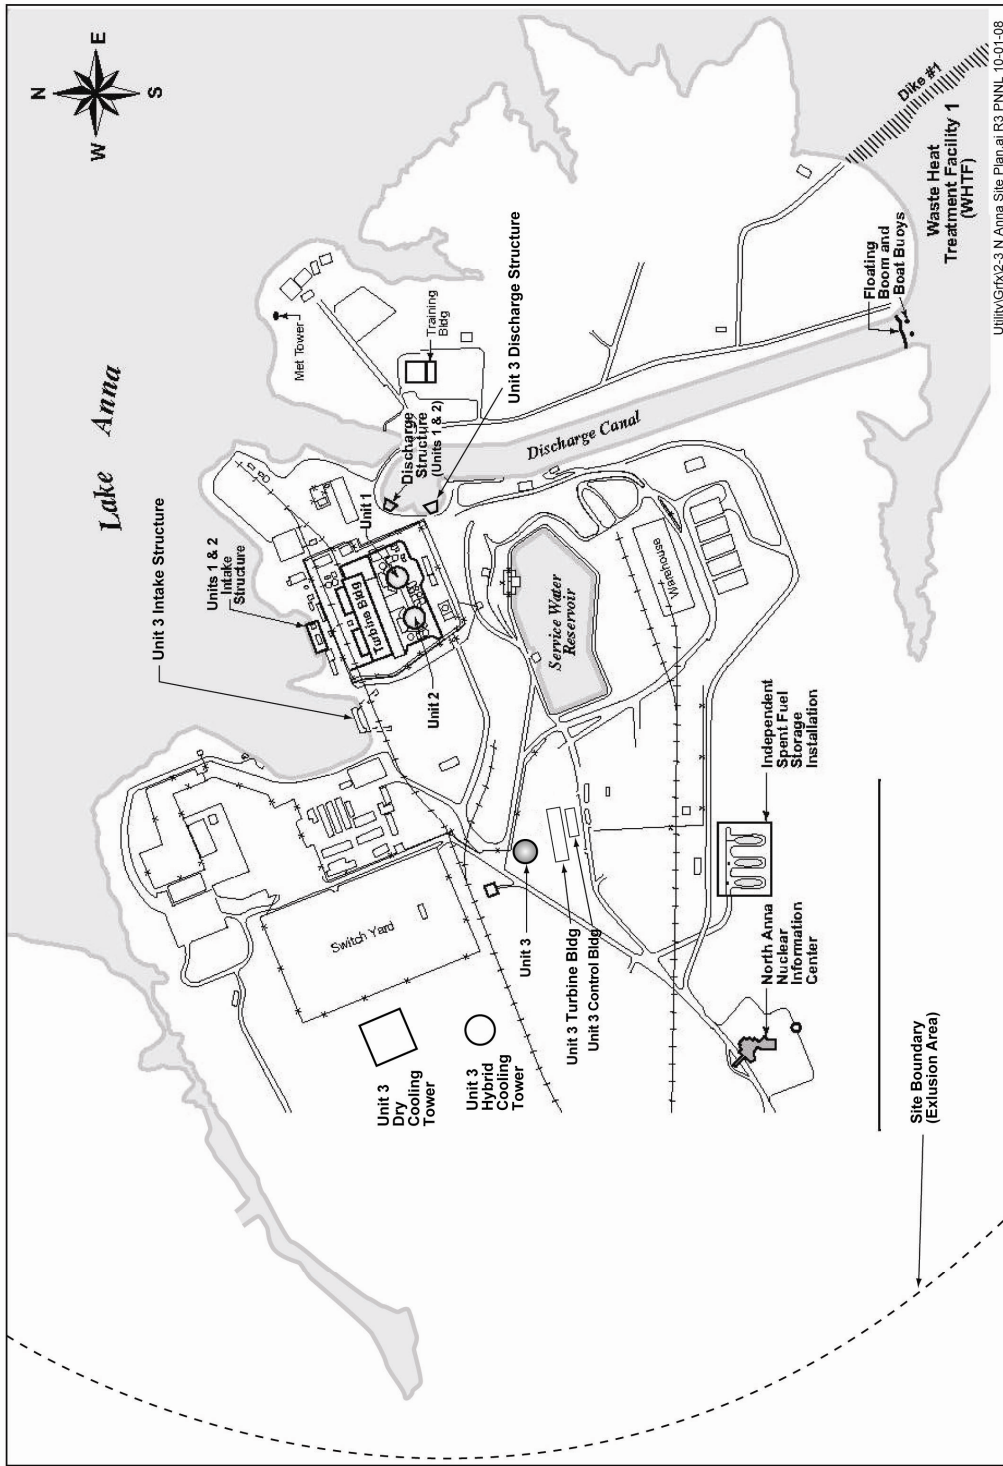 N
E
S
W
Lake Anna
Met Tower
Training
Bldg
Unit 3 Discharge Structure
Discharge
Structure
(Units 1 & 2)
Discharge Canal
Dike #1
Waste Heat
Treatment Facility 1
(WHTF)
Floating
Boom and
Boat Buoys
Units 1 & 2
Intake
Structure
Unit 3 Intake Structure
Turbine Bldg
Unit 1
Unit 2
Service Water
Reservoir
Warehouse
Switch Yard
Unit 3
Unit 3 Turbine Bldg
Unit 3 Control Bldg
Independent
Spent Fuel
Storage
Installation
North Anna
Nuclear
Information
Center
Unit 3
Dry
Cooling
Tower
Unit 3
Hybrid
Cooling
Tower
Site Boundary
(Exlusion Area)
Utility\Grfx\2-3 N Anna Site Plan.ai R3 PNNL 10-01-08